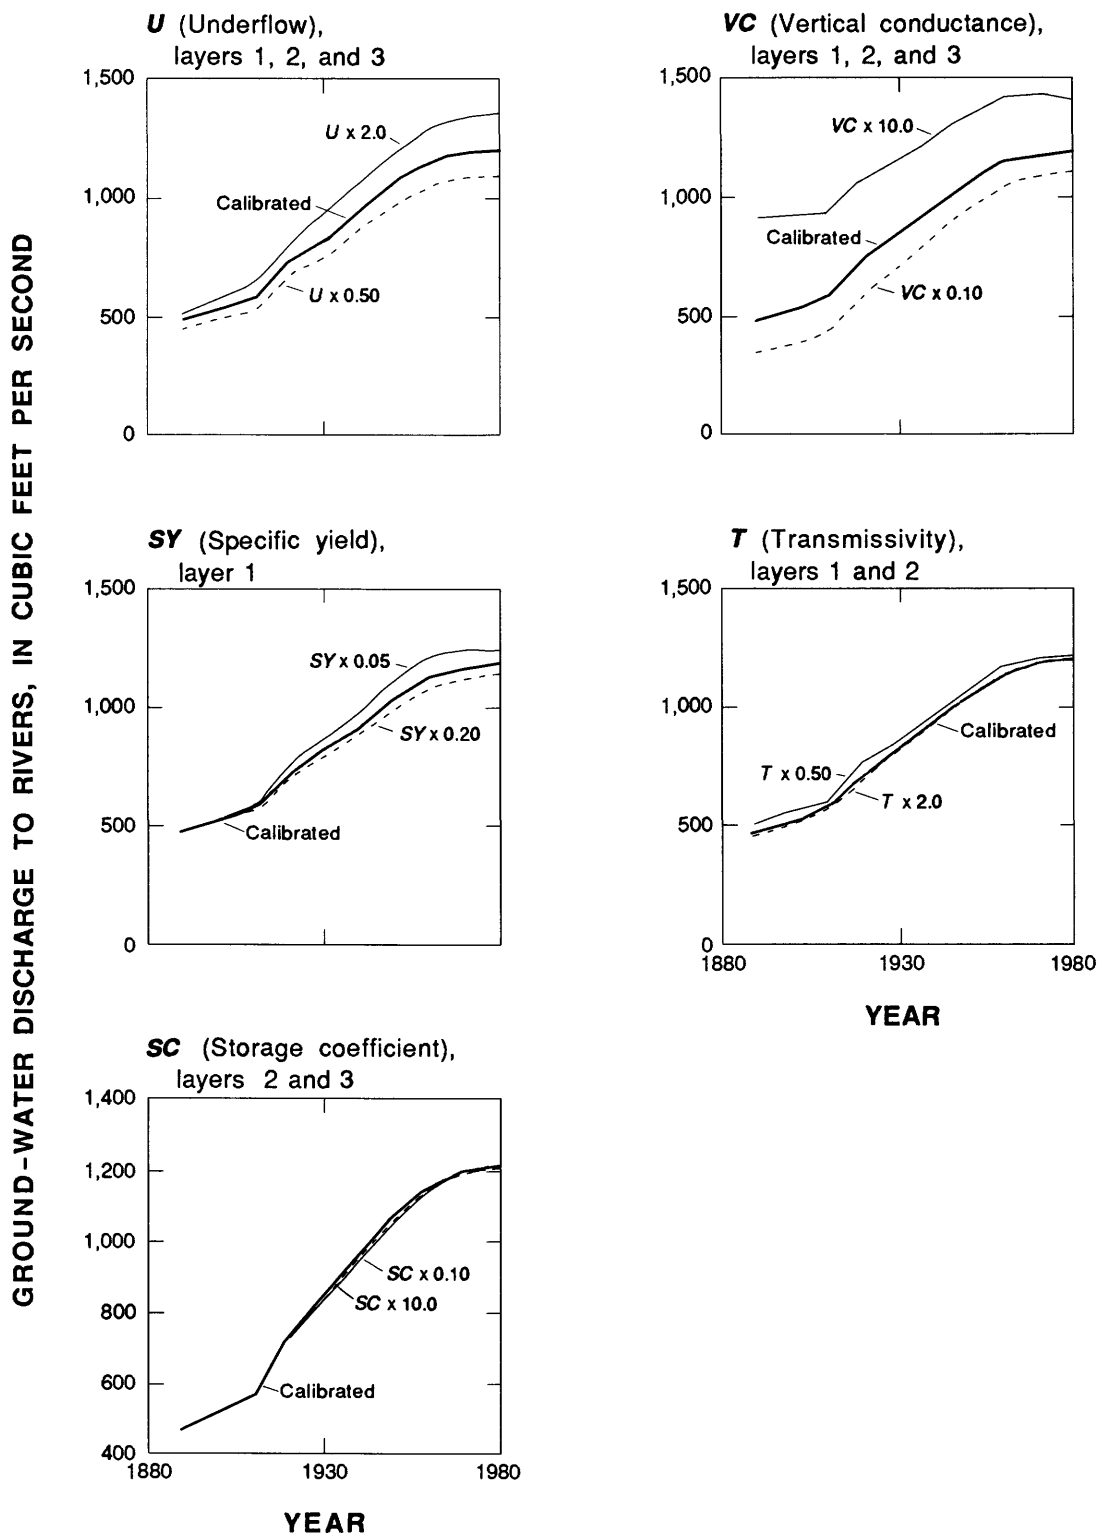 GROUND-WATER DISCHARGE TO RIVERS, IN CUBIC FEET PER SECOND
U (Underflow),
layers 1, 2, and 3
1,500
1,000
500
0
U x 2.0
Calibrated
U x 0.50
VC (Vertical conductance),
layers 1, 2, and 3
1,500
1,000
500
0
VC x 10.0
Calibrated
VC x 0.10
SY (Specific yield),
layer 1
1,500
1,000
500
0
SY x 0.05
SY x 0.20
Calibrated
T (Transmissivity),
layers 1 and 2
1,500
1,000
500
0
Calibrated
T x 0.50
T x 2.0
1880 1930 1980
YEAR
SC (Storage coefficient),
layers 2 and 3
1,400
1,200
1,000
800
600
400
SC x 0.10
SC x 10.0
Calibrated
1880 1930 1980
YEAR